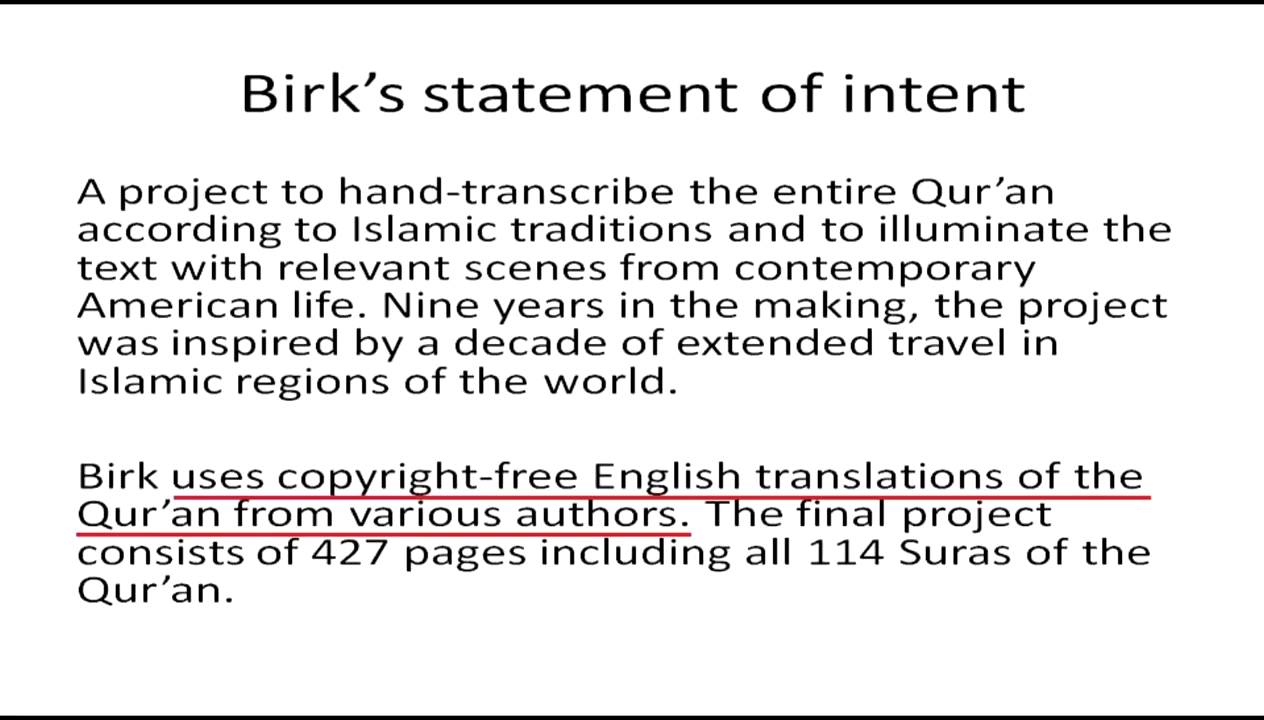 Birk’s statement of intent
A project to hand-transcribe the entire Qur’an
according to Islamic traditions and to illuminate the
text with relevant scenes from contemporary
American life. Nine years in the making, the project
was inspired by a decade of extended travel in
Islamic regions of the world.
Birk uses copyright-free English translations of the
Qur’an from various authors. The final project
consists of 427 pages including all 114 Suras of the
Qur’an.